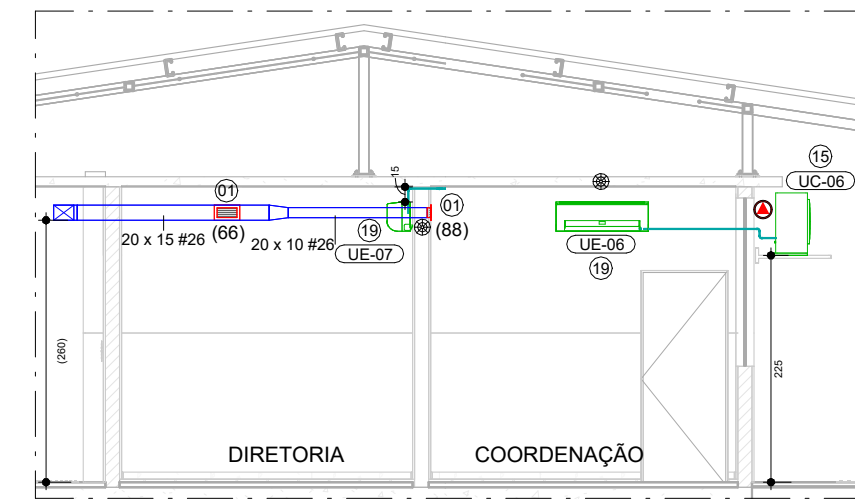 15
15
UC-06
01
01
20 x 15 #26
(66)
20 x 10 #26
19
UE-07
(88)
UE-06
19
(260)
225
DIRETORIA
COORDENAÇÃO